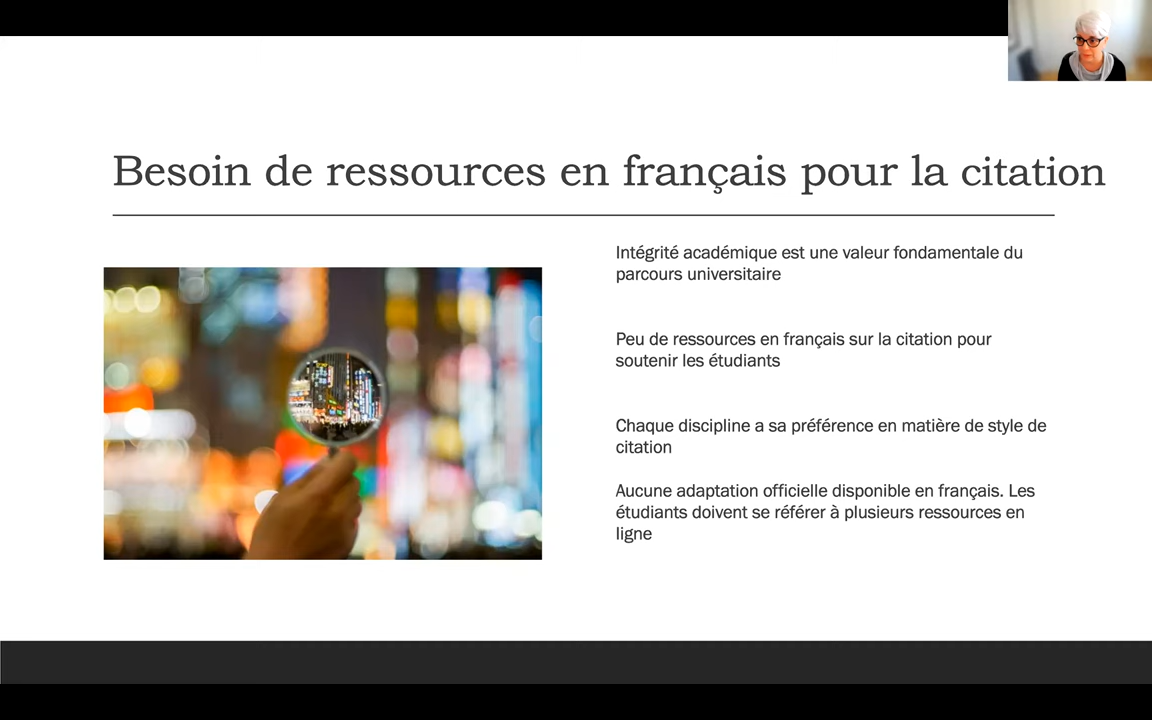 Besoin de ressources en français pour la citation
Intégrité académique est une valeur fondamentale du
parcours universitaire
Peu de ressources en français sur la citation pour
soutenir les étudiants
Chaque discipline a sa préférence en matière de style de
citation
Aucune adaptation officielle disponible en français. Les
étudiants doivent se référer à plusieurs ressources en
ligne